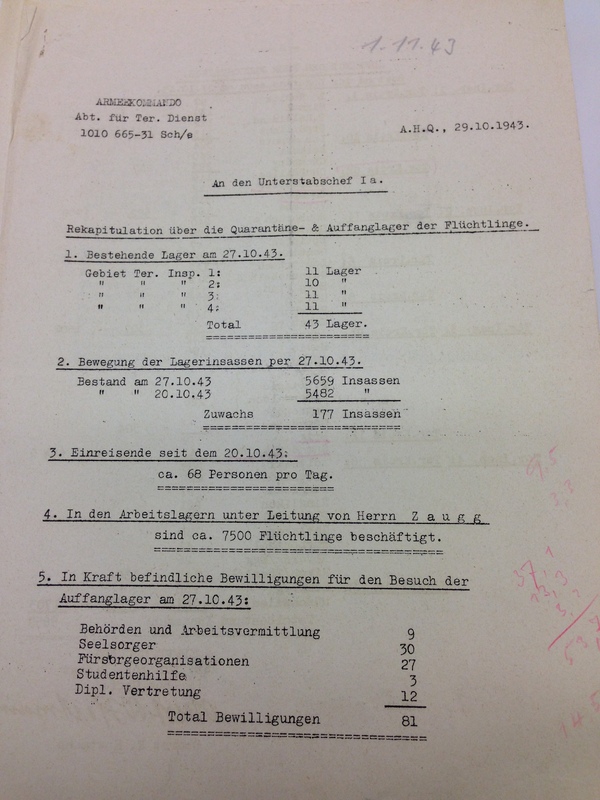 1.11.43
ARMEEKOMMANDO
Abt. für Ter. Dienst
1010 665-31 Sch/e
A.H.Q., 29.10.1943.
An den Unterstabschef Ia.
Rekapitulation über die Quarantäne- & Auffanglager der Flüchtlinge.
1. Bestehende Lager am 27.10.43.
Gebiet Ter. Insp. 1: 11 Lager
" " " 2: 10 "
" " " 3: 11 "
" " " 4: 11 "
Total 43 Lager.
2. Bewegung der Lagerinsassen per 27.10.43.
Bestand am 27.10.43 5659 Insassen
" " 20.10.43 5482 "
Zuwachs 177 Insassen
3. Einreisende seit dem 20.10.43:
ca. 68 Personen pro Tag.
4. In den Arbeitslagern unter Leitung von Herrn Z a u g g
sind ca. 7500 Flüchtlinge beschäftigt.
5. In Kraft befindliche Bewilligungen für den Besuch der
Auffanglager am 27.10.43:
Behörden und Arbeitsvermittlung 9
Seelsorger 30
Fürsorgeorganisationen 27
Studentenhilfe 3
Dipl. Vertretung 12
Total Bewilligungen 81